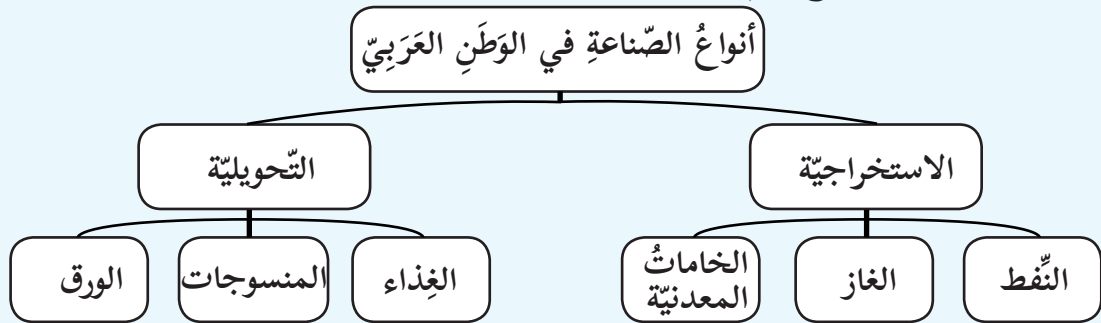 أنواعُ الصّناعةِ في الوَطَنِ العَرَبِيّ
الاستخراجيّة
التّحويليّة
النِّفط
الغاز
الخاماتُ
المعدنيّة
الغِذاء
المنسوجات
الورق